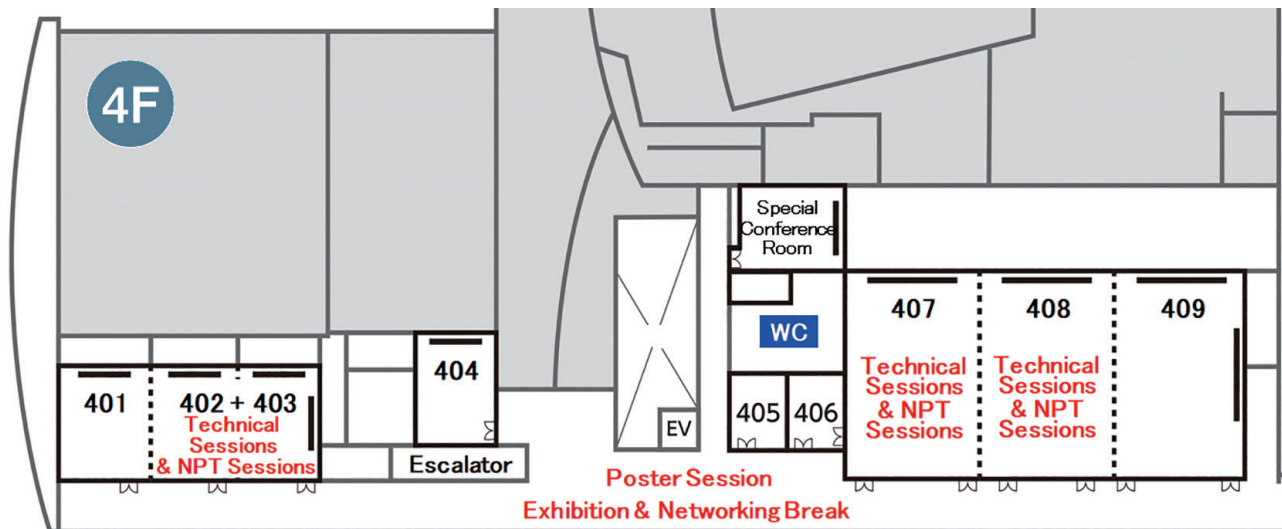 4F
Special
Conference
Room
WC
401
402 + 403
Technical
Sessions
& NPT Sessions
404
Escalator
EV
405
406
407
Technical
Sessions
& NPT
Sessions
408
Technical
Sessions
& NPT
Sessions
409
Poster Session
Exhibition & Networking Break